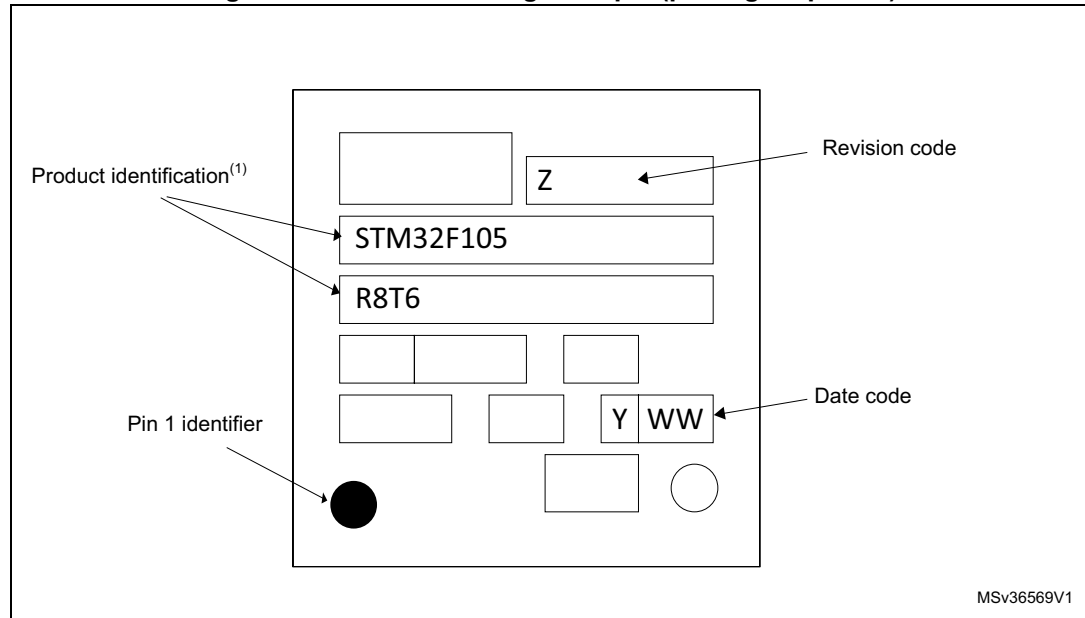 Revision code
Product identification(1)
Z
STM32F105
R8T6
Date code
Y WW
Pin 1 identifier
MSv36569V1